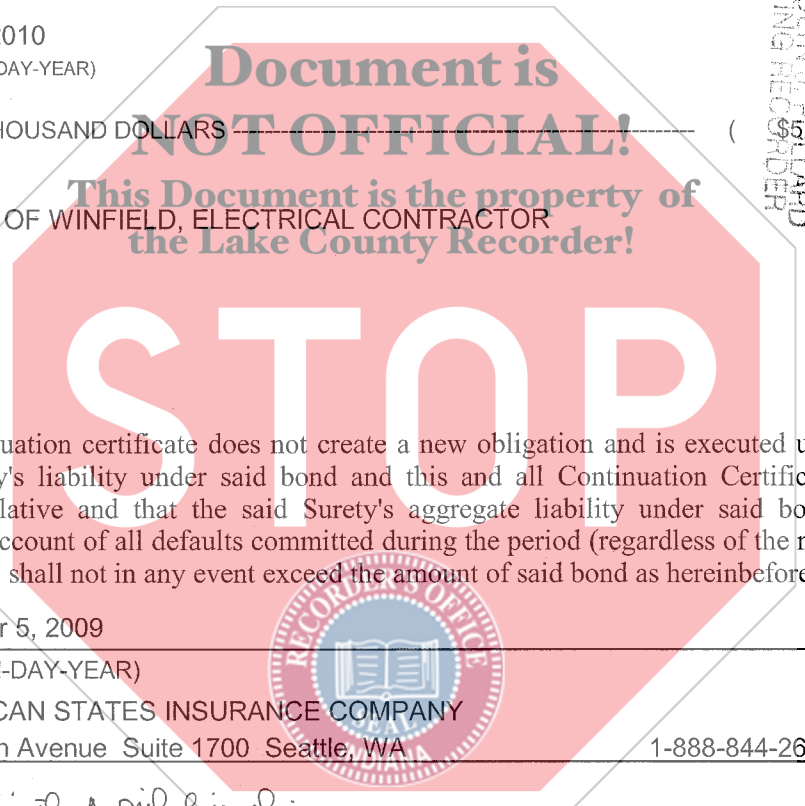 2010
DAY-YEAR)
Document is
HOUSAND DOLLARS ---------------------------------------------------------------- ( $5
NOT OFFICIAL!
This Document is the property of
OF WINFIELD, ELECTRICAL CONTRACTOR
the Lake County Recorder!
STOP
uation certificate does not create a new obligation and is executed u
y's liability under said bond and this and all Continuation Certific
lative and that the said Surety's aggregate liability under said bo
ccount of all defaults committed during the period (regardless of the n
shall not in any event exceed the amount of said bond as hereinbefore
r 5, 2009
-DAY-YEAR)
CAN STATES INSURANCE COMPANY
n Avenue Suite 1700 Seattle, WA 1-888-844-26
RECORDER'S OFFICE
SEAL
INDIANA
ING RECORDER